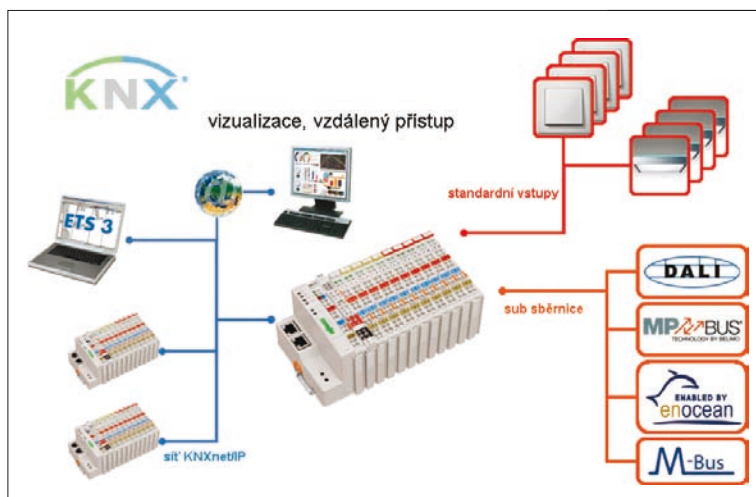 KNX®
vizualizace, vzdálený přístup
ETS 3
standardní vstupy
DALI
sub sběrnice
MP BUS®
TECHNOLOGY BY BELIMO
ENABLED BY
enocean
síť KNXnet/IP
M-Bus